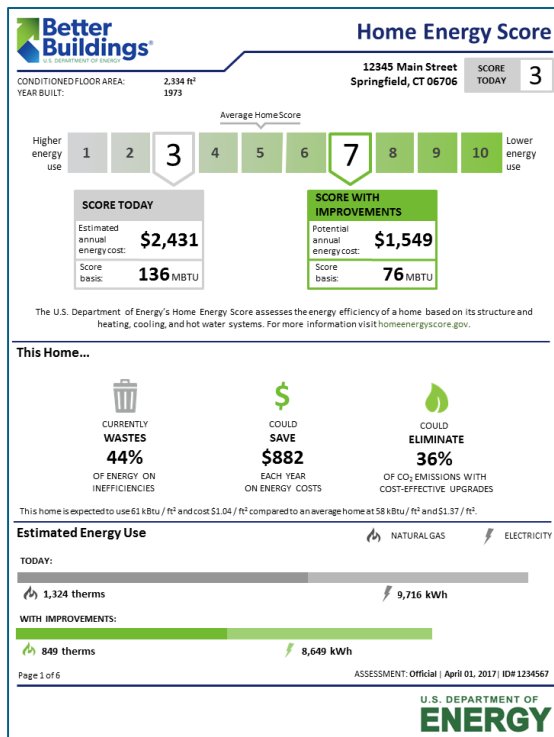 Better
Buildings®
U.S. DEPARTMENT OF ENERGY
Home Energy Score
12345 Main Street
Springfield, CT 06706
SCORE
TODAY
3
CONDITIONED FLOOR AREA: 2,334 ft²
YEAR BUILT: 1973
Average Home Score
Higher
energy
use
1 2 3 4 5 6 7 8 9 10
Lower
energy
use
SCORE TODAY
Estimated
annual
energy cost:
$2,431
Score
basis:
136 MBTU
SCORE WITH
IMPROVEMENTS
Potential
annual
energy cost:
$1,549
Score
basis:
76 MBTU
The U.S. Department of Energy's Home Energy Score assesses the energy efficiency of a home based on its structure and
heating, cooling, and hot water systems. For more information visit homeenergyscore.gov.
This Home...
CURRENTLY
WASTES
44%
OF ENERGY ON
INEFFICIENCIES
$
COULD
SAVE
$882
EACH YEAR
ON ENERGY COSTS
COULD
ELIMINATE
36%
OF CO₂ EMISSIONS WITH
COST-EFFECTIVE UPGRADES
This home is expected to use 61 kBtu / ft² and cost $1.04 / ft² compared to an average home at 58 kBtu / ft² and $1.37 / ft².
Estimated Energy Use
NATURAL GAS
ELECTRICITY
TODAY:
1,324 therms
9,716 kWh
WITH IMPROVEMENTS:
849 therms
8,649 kWh
Page 1 of 6
ASSESSMENT: Official | April 01, 2017 | ID# 1234567
U.S. DEPARTMENT OF
ENERGY